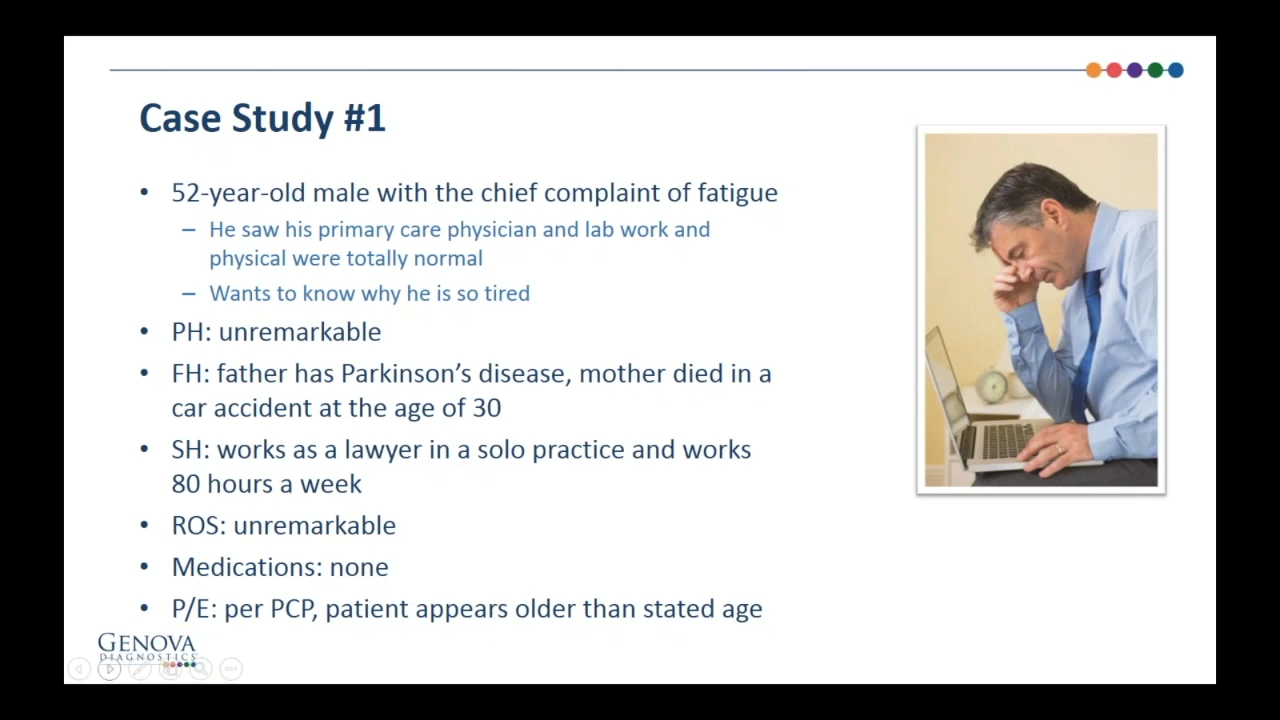 Case Study #1
• 52-year-old male with the chief complaint of fatigue
– He saw his primary care physician and lab work and
physical were totally normal
– Wants to know why he is so tired
• PH: unremarkable
• FH: father has Parkinson’s disease, mother died in a
car accident at the age of 30
• SH: works as a lawyer in a solo practice and works
80 hours a week
• ROS: unremarkable
• Medications: none
• P/E: per PCP, patient appears older than stated age
GENOVA
DIAGNOSTICS